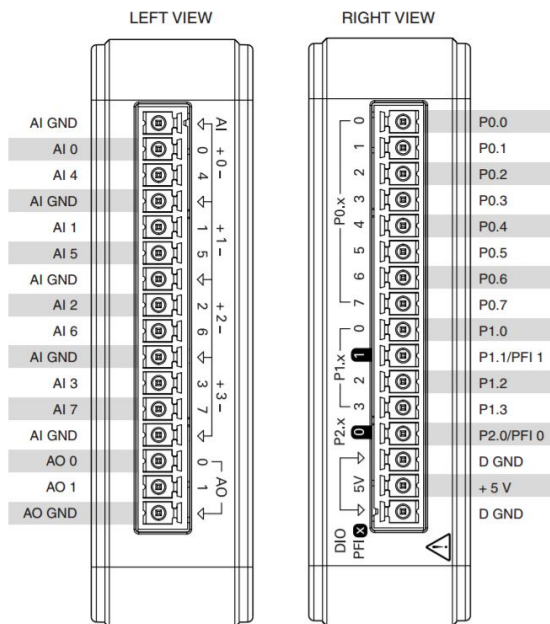 LEFT VIEW
AI GND
AI 0
AI 4
AI GND
AI 1
AI 5
AI GND
AI 2
AI 6
AI GND
AI 3
AI 7
AI GND
AO 0
AO 1
AO GND
AI
0
4
1
5
2
6
3
7
0
1
+ 0 -
+ 1 -
+ 2 -
+ 3 -
AO
RIGHT VIEW
P0.x
P1.x
P2.x
0
1
2
3
4
5
6
7
0
1
2
3
0
5V
DIO
PFI X
P0.0
P0.1
P0.2
P0.3
P0.4
P0.5
P0.6
P0.7
P1.0
P1.1/PFI 1
P1.2
P1.3
P2.0/PFI 0
D GND
+ 5 V
D GND